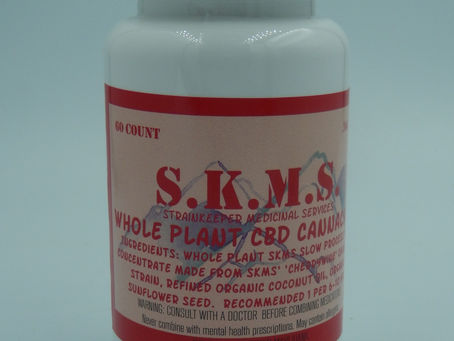 60 COUNT
S.K.M.S.
STRAINKEEPER MEDICINAL SERVICES
WHOLE PLANT CBD
INGREDIENTS: WHOLE PLANT SKMS SLOW
CONCENTRATE MADE FROM SKMS'
STRAIN, REFINED ORGANIC COCONUT OIL,
SUNFLOWER SEED. RECOMMENDED 1 PER
WARNING: CONSULT WITH A DOCTOR BEFORE COMBINING
Never combine with mental health prescriptions. May contain